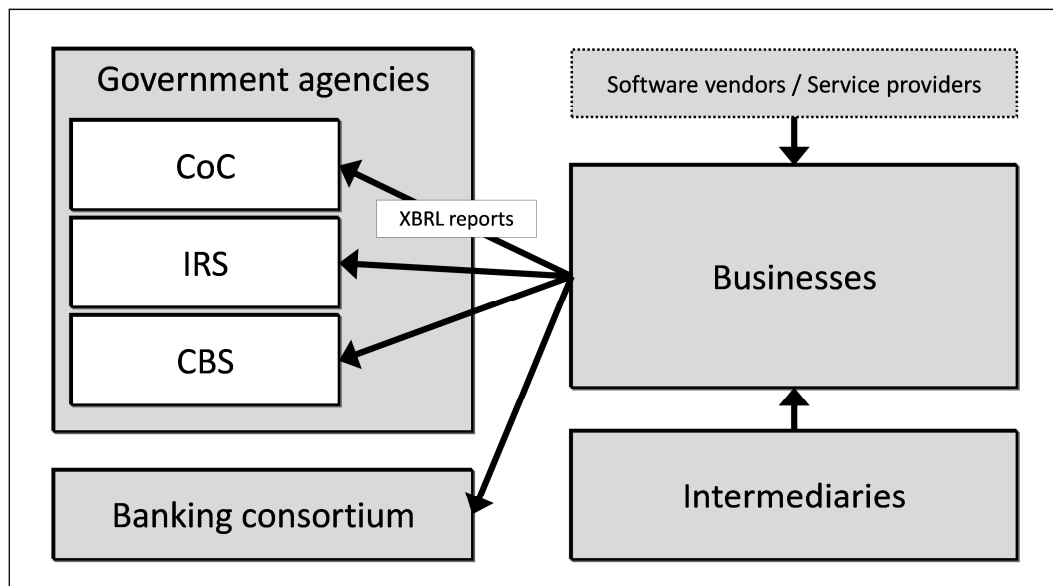 Government agencies
CoC
IRS
CBS
Banking consortium
XBRL reports
Software vendors / Service providers
Businesses
Intermediaries